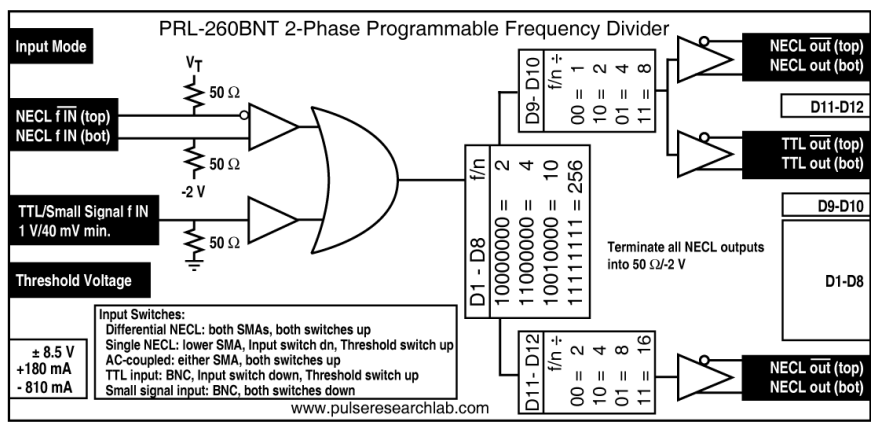 PRL-260BNT 2-Phase Programmable Frequency Divider
Input Mode
VT
50 Ω
NECL f IN (top)
NECL f IN (bot)
50 Ω
-2 V
TTL/Small Signal f IN
1 V/40 mV min.
50 Ω
Threshold Voltage
Input Switches:
Differential NECL: both SMAs, both switches up
Single NECL: lower SMA, Input switch dn, Threshold switch up
AC-coupled: either SMA, both switches up
TTL input: BNC, Input switch down, Threshold switch up
Small signal input: BNC, both switches down
± 8.5 V
+180 mA
- 810 mA
www.pulseresearchlab.com
D1 - D8 f/n
10000000 = 2
11000000 = 4
10010000 = 10
11111111 = 256
D9- D10
f/n ÷
00 = 1
10 = 2
01 = 4
11 = 8
D11- D12
f/n ÷
00 = 2
10 = 4
01 = 8
11 = 16
Terminate all NECL outputs
into 50 Ω/-2 V
NECL out (top)
NECL out (bot)
D11-D12
TTL out (top)
TTL out (bot)
D9-D10
D1-D8
NECL out (top)
NECL out (bot)